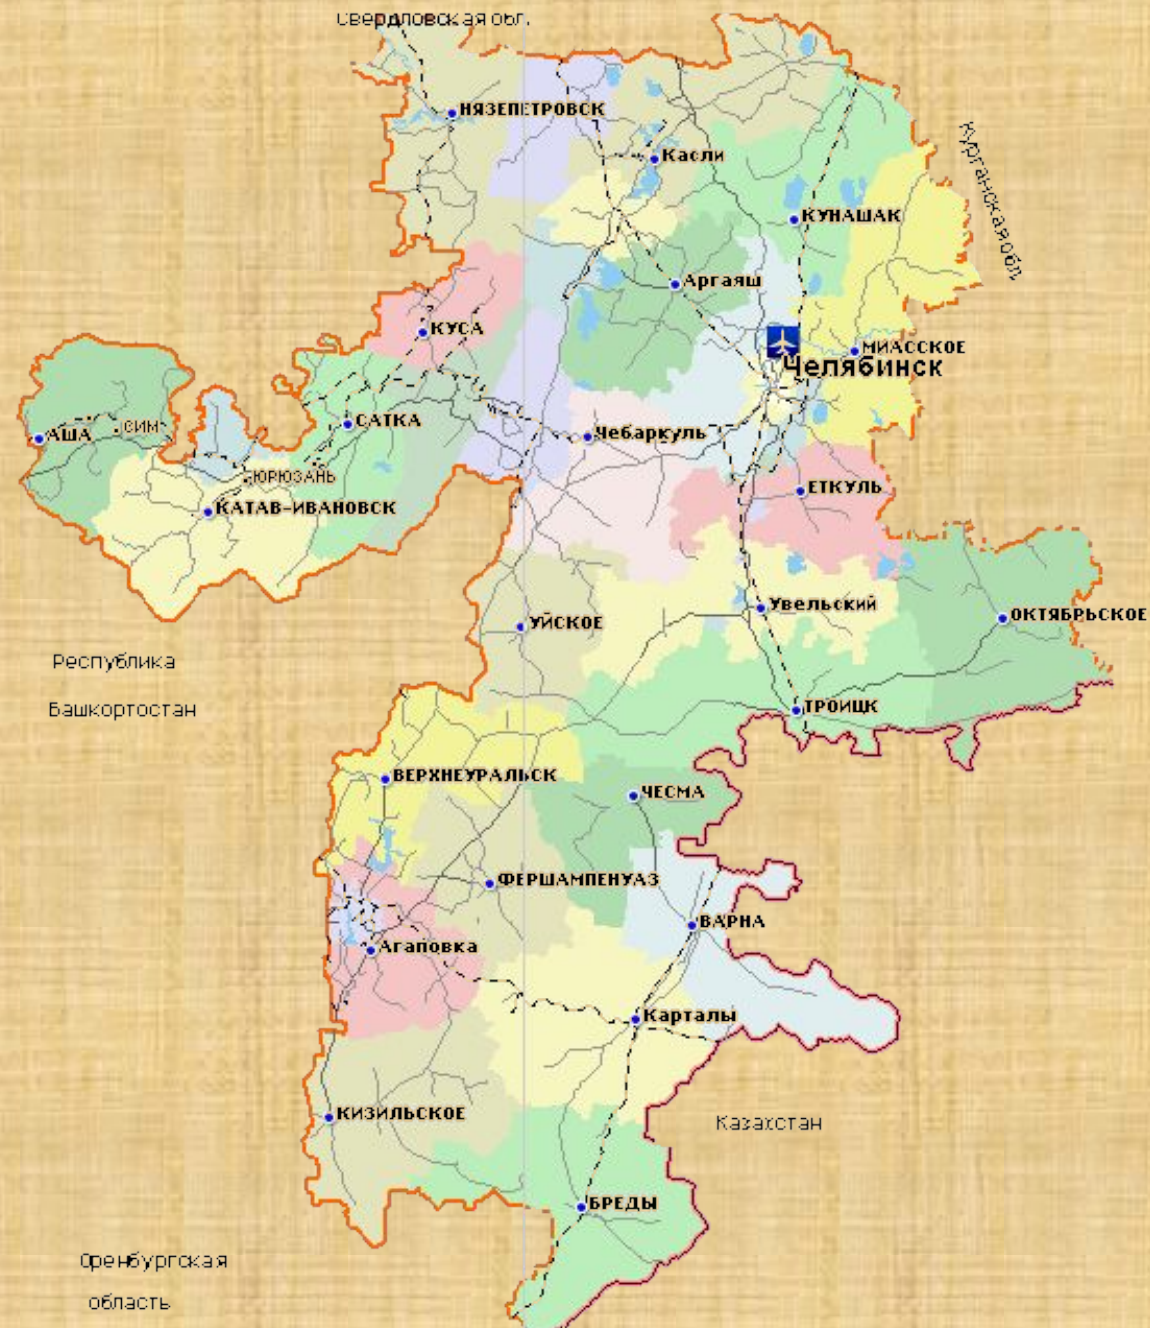 Свердловская обл.
НЯЗЕПЕТРОВСК
Касли
Курганская обл
КУНАШАК
Аргаяш
КУСА
МИАССКОЕ
Челябинск
САТКА
СИМ
АША
Чебаркуль
ЮРЮЗАНЬ
ЕТКУЛЬ
КАТАВ-ИВАНОВСК
Увельский
ОКТЯБРЬСКОЕ
УЙСКОЕ
Республика
Башкортостан
ТРОИЦК
ВЕРХНЕУРАЛЬСК
ЧЕСМА
ФЕРШАМПЕНУАЗ
ВАРНА
Агаповка
Карталы
КИЗИЛЬСКОЕ
Казахстан
БРЕДЫ
Оренбургская
область